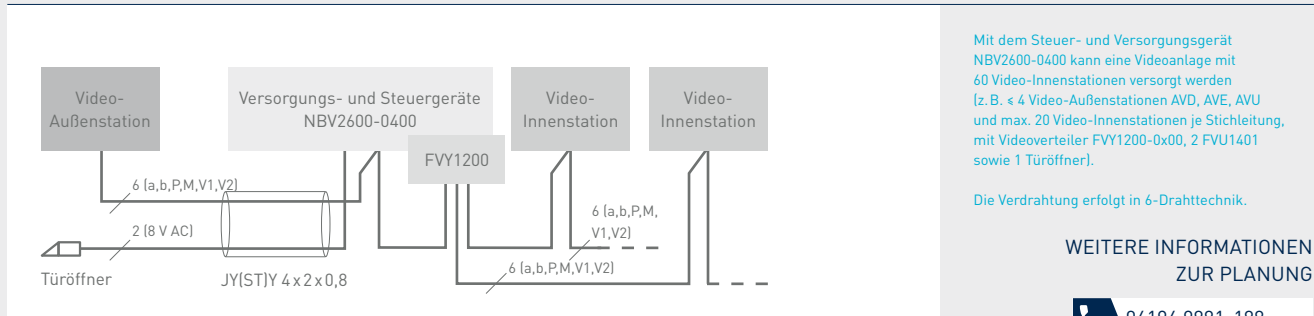 Video-
Außenstation
Versorgungs- und Steuergeräte
NBV2600-0400
FVY1200
Video-
Innenstation
Video-
Innenstation
6 (a,b,P,M,V1,V2)
2 (8 V AC)
6 (a,b,P,M,
V1,V2)
6 (a,b,P,M,V1,V2)
Türöffner
JY(ST)Y 4x2x0,8
Mit dem Steuer- und Versorgungsgerät
NBV2600-0400 kann eine Videoanlage mit
60 Video-Innenstationen versorgt werden
(z. B. ≤ 4 Video-Außenstationen AVD, AVE, AVU
und max. 20 Video-Innenstationen je Stichleitung,
mit Videoverteiler FVY1200-0x00, 2 FVU1401
sowie 1 Türöffner).
Die Verdrahtung erfolgt in 6-Drahttechnik.
WEITERE INFORMATIONEN
ZUR PLANUNG